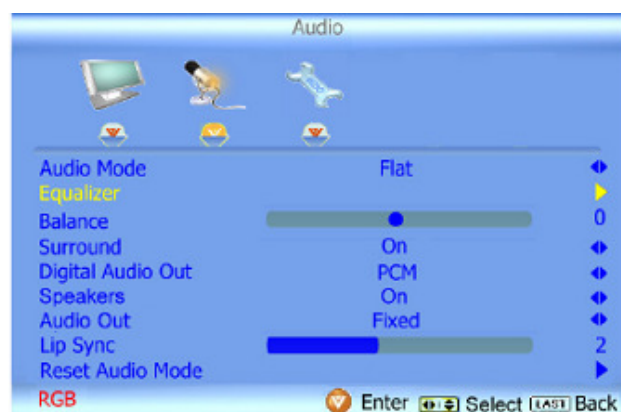 Audio
Audio Mode Flat
Equalizer
Balance 0
Surround On
Digital Audio Out PCM
Speakers On
Audio Out Fixed
Lip Sync 2
Reset Audio Mode
RGB Enter Select LAST Back